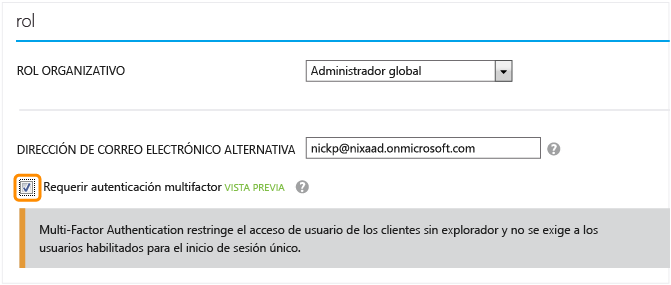 rol
ROL ORGANIZATIVO Administrador global
DIRECCIÓN DE CORREO ELECTRÓNICO ALTERNATIVA nickp@nixaad.onmicrosoft.com ?
Requerir autenticación multifactor VISTA PREVIA ?
Multi-Factor Authentication restringe el acceso de usuario de los clientes sin explorador y no se exige a los
usuarios habilitados para el inicio de sesión único.